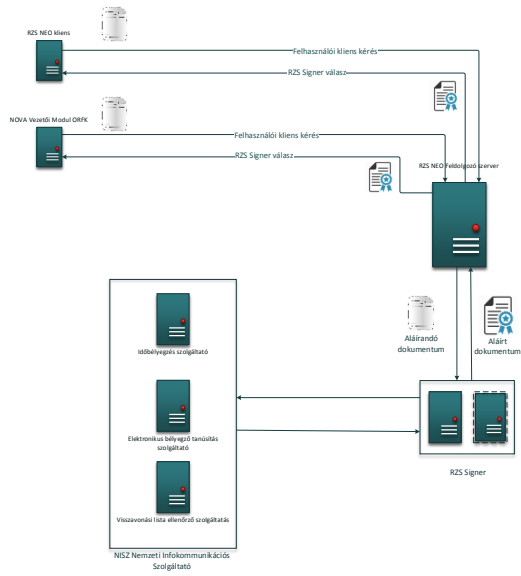 RZS NEO kliens
Felhasználói kliens kérés
RZS Signer válasz
NOVA Vezetői Modul ORFK
Felhasználói kliens kérés
RZS Signer válasz
RZS NEO Feldolgozó szerver
Aláírandó
dokumentum
Aláírt
dokumentum
Időbélyegzés szolgáltató
Elektronikus bélyegző tanúsítás
szolgáltató
Visszavonási lista ellenőrző szolgáltatás
RZS Signer
NISZ Nemzeti Infokommunikációs
Szolgáltató